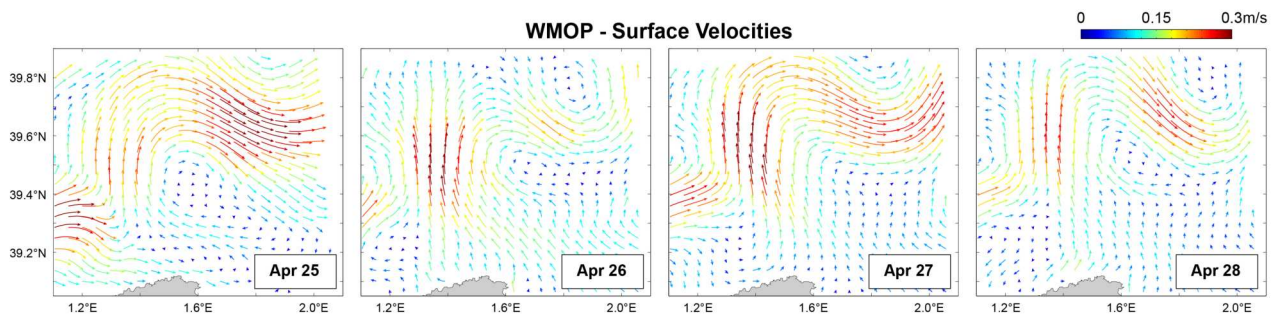 WMOP - Surface Velocities
0 0.15 0.3m/s
39.8°N
39.6°N
39.4°N
39.2°N
Apr 25 Apr 26 Apr 27 Apr 28
1.2°E 1.6°E 2.0°E 1.2°E 1.6°E 2.0°E 1.2°E 1.6°E 2.0°E 1.2°E 1.6°E 2.0°E